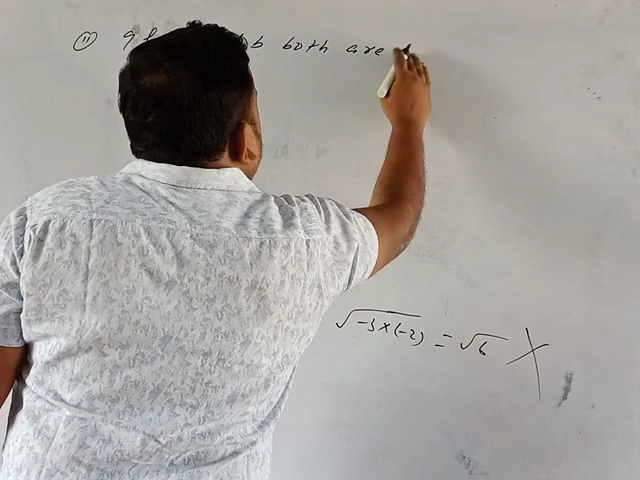 (ii) If b both are
√-3×(-2) = √6 ×